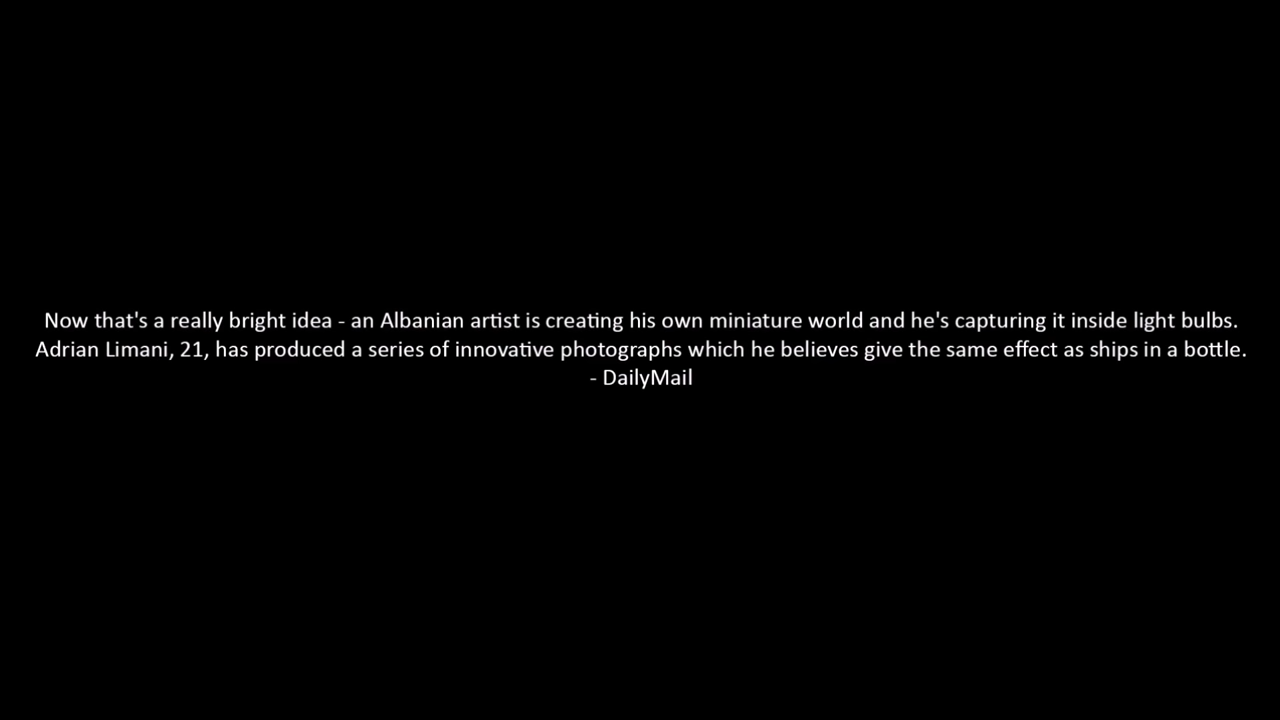 Now that's a really bright idea - an Albanian artist is creating his own miniature world and he's capturing it inside light bulbs.
Adrian Limani, 21, has produced a series of innovative photographs which he believes give the same effect as ships in a bottle.
- DailyMail